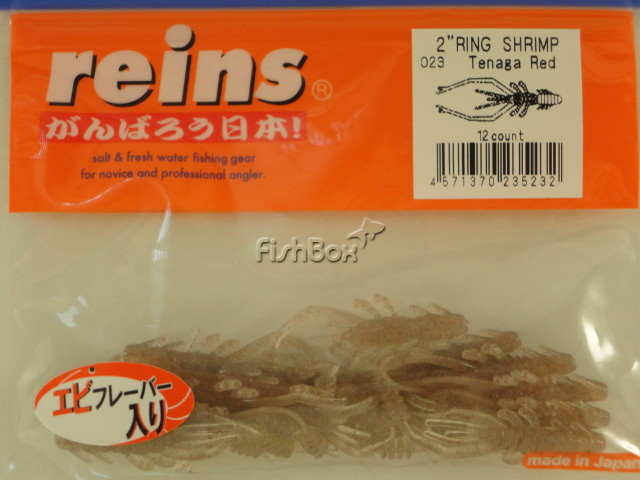 reins®
がんばろう日本!
salt & fresh water fishing gear
for novice and professional angler.
2"RING SHRIMP
023 Tenaga Red
12count
4 571370 235232
FishBox
エビフレーバー
入り
made in Japan